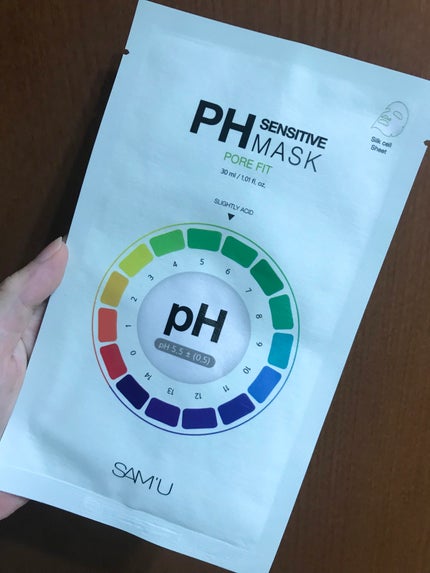 PH SENSITIVE
MASK
PORE FIT
30 ml / 1.01 fl. oz.
Silk cell
Sheet
SLIGHTLY ACID
0
1
2
3
4
5
6
7
8
9
10
11
12
13
14
pH
pH 5.5 ± (0.5)
SAM'U